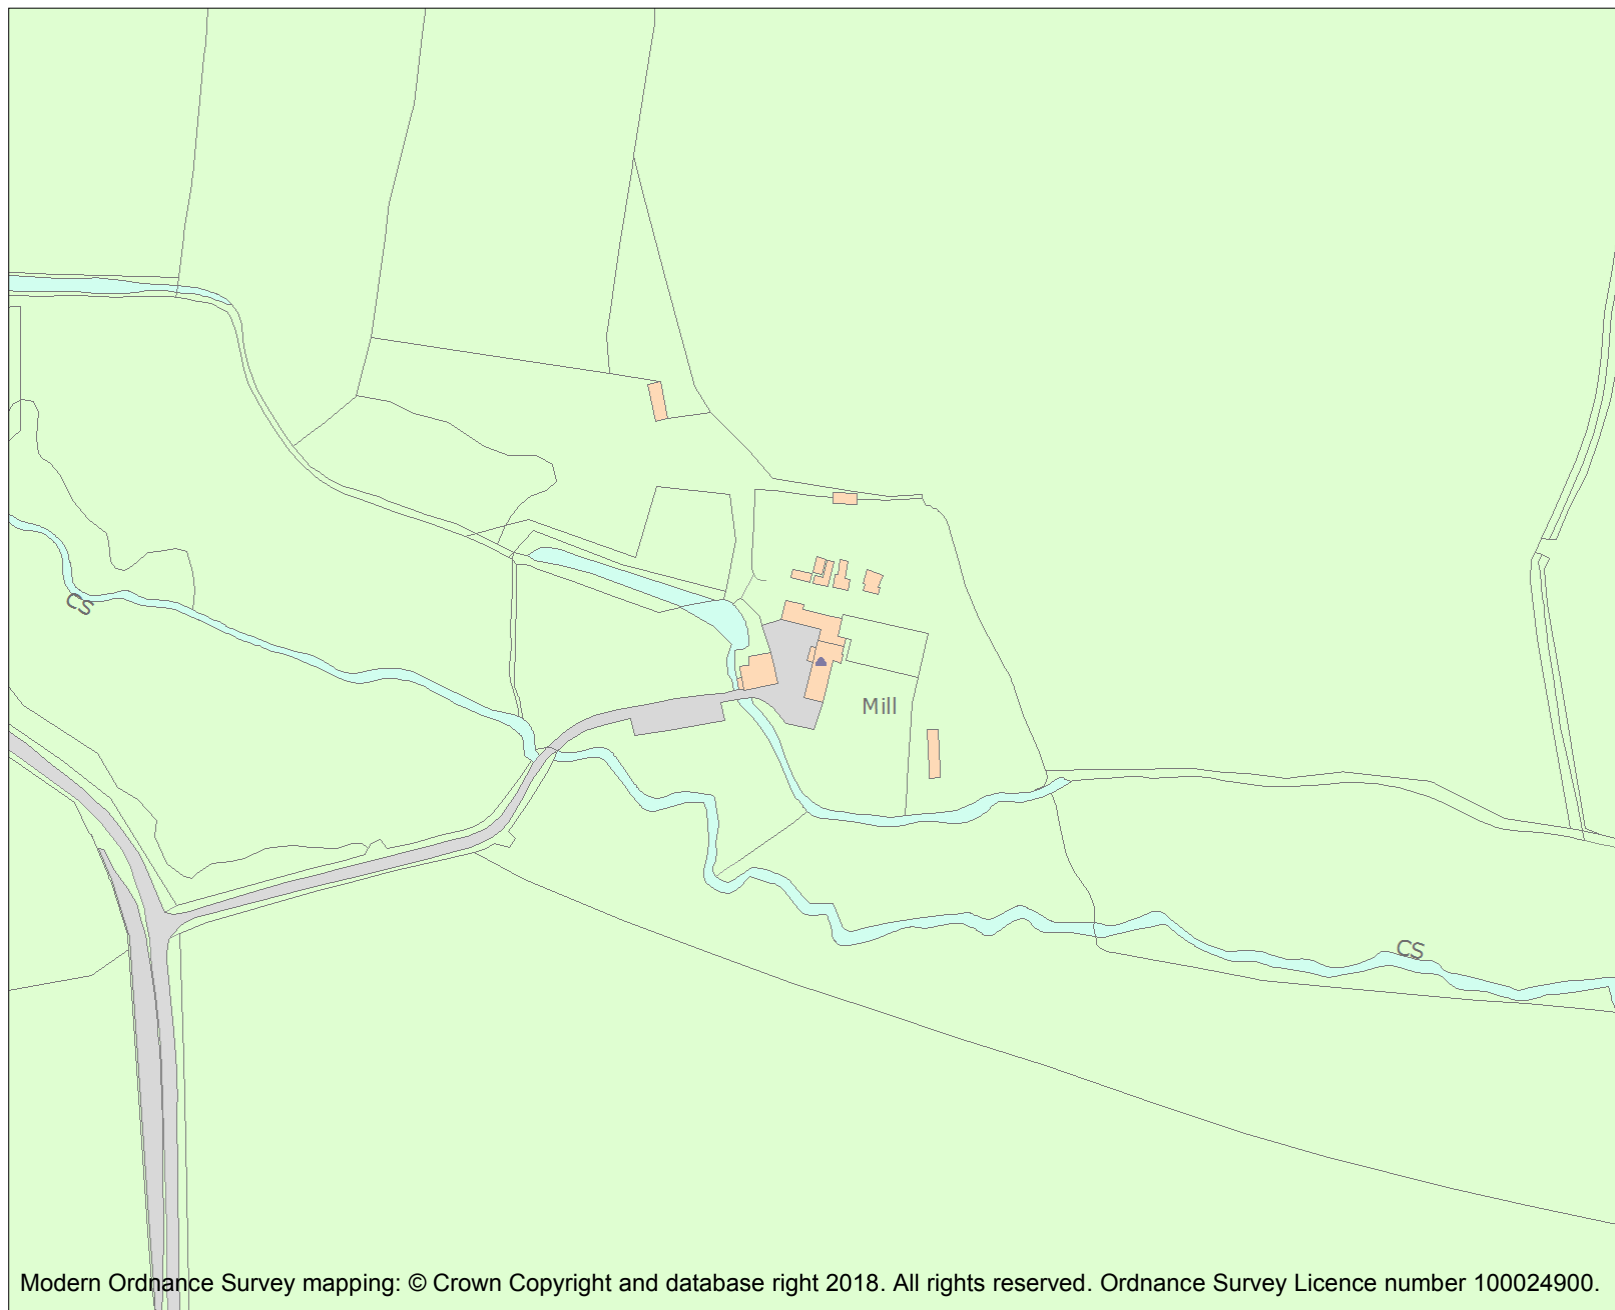 CS
Mill
CS
Modern Ordnance Survey mapping: © Crown Copyright and database right 2018. All rights reserved. Ordnance Survey Licence number 100024900.